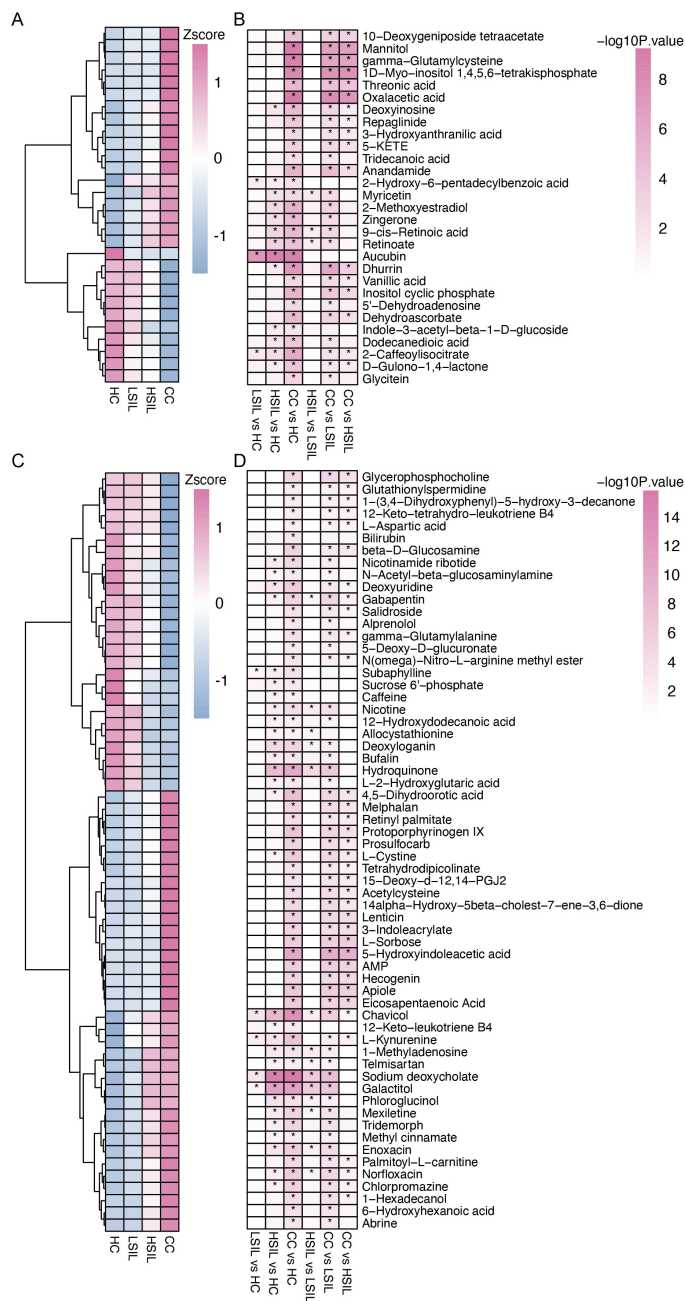 A
Zscore
1
0
-1
HC
LSIL
HSIL
CC
B
10-Deoxygeniposide tetraacetate
Mannitol
gamma-Glutamylcysteine
1D-Myo-inositol 1,4,5,6-tetrakisphosphate
Threonic acid
Oxalacetic acid
Deoxyinosine
Repaglinide
3-Hydroxyanthranilic acid
5-KETE
Tridecanoic acid
Anandamide
2-Hydroxy-6-pentadecylbenzoic acid
Myricetin
2-Methoxyestradiol
Zingerone
9-cis-Retinoic acid
Retinoate
Aucubin
Dhurrin
Vanillic acid
Inositol cyclic phosphate
5'-Dehydroadenosine
Dehydroascorbate
Indole-3-acetyl-beta-1-D-glucoside
Dodecanedioic acid
2-Caffeoylisocitrate
D-Gulono-1,4-lactone
Glycitein
LSIL vs HC
HSIL vs HC
CC vs HC
HSIL vs LSIL
CC vs LSIL
CC vs HSIL
-log10P.value
8
6
4
2
C
Zscore
1
0
-1
HC
LSIL
HSIL
CC
D
Glycerophosphocholine
Glutathionylspermidine
1-(3,4-Dihydroxyphenyl)-5-hydroxy-3-decanone
12-Keto-tetrahydro-leukotriene B4
L-Aspartic acid
Bilirubin
beta-D-Glucosamine
Nicotinamide ribotide
N-Acetyl-beta-glucosaminylamine
Deoxyuridine
Gabapentin
Salidroside
Alprenolol
gamma-Glutamylalanine
5-Deoxy-D-glucuronate
N(omega)-Nitro-L-arginine methyl ester
Subaphylline
Sucrose 6'-phosphate
Caffeine
Nicotine
12-Hydroxydodecanoic acid
Allocystathionine
Deoxyloganin
Bufalin
Hydroquinone
L-2-Hydroxyglutaric acid
4,5-Dihydroorotic acid
Melphalan
Retinyl palmitate
Protoporphyrinogen IX
Prosulfocarb
L-Cystine
Tetrahydrodipicolinate
15-Deoxy-d-12,14-PGJ2
Acetylcysteine
14alpha-Hydroxy-5beta-cholest-7-ene-3,6-dione
Lenticin
3-Indoleacrylate
L-Sorbose
5-Hydroxyindoleacetic acid
AMP
Hecogenin
Apiole
Eicosapentaenoic Acid
Chavicol
12-Keto-leukotriene B4
L-Kynurenine
1-Methyladenosine
Telmisartan
Sodium deoxycholate
Galactitol
Phloroglucinol
Mexiletine
Tridemorph
Methyl cinnamate
Enoxacin
Palmitoyl-L-carnitine
Norfloxacin
Chlorpromazine
1-Hexadecanol
6-Hydroxyhexanoic acid
Abrine
LSIL vs HC
HSIL vs HC
CC vs HC
HSIL vs LSIL
CC vs LSIL
CC vs HSIL
-log10P.value
14
12
10
8
6
4
2